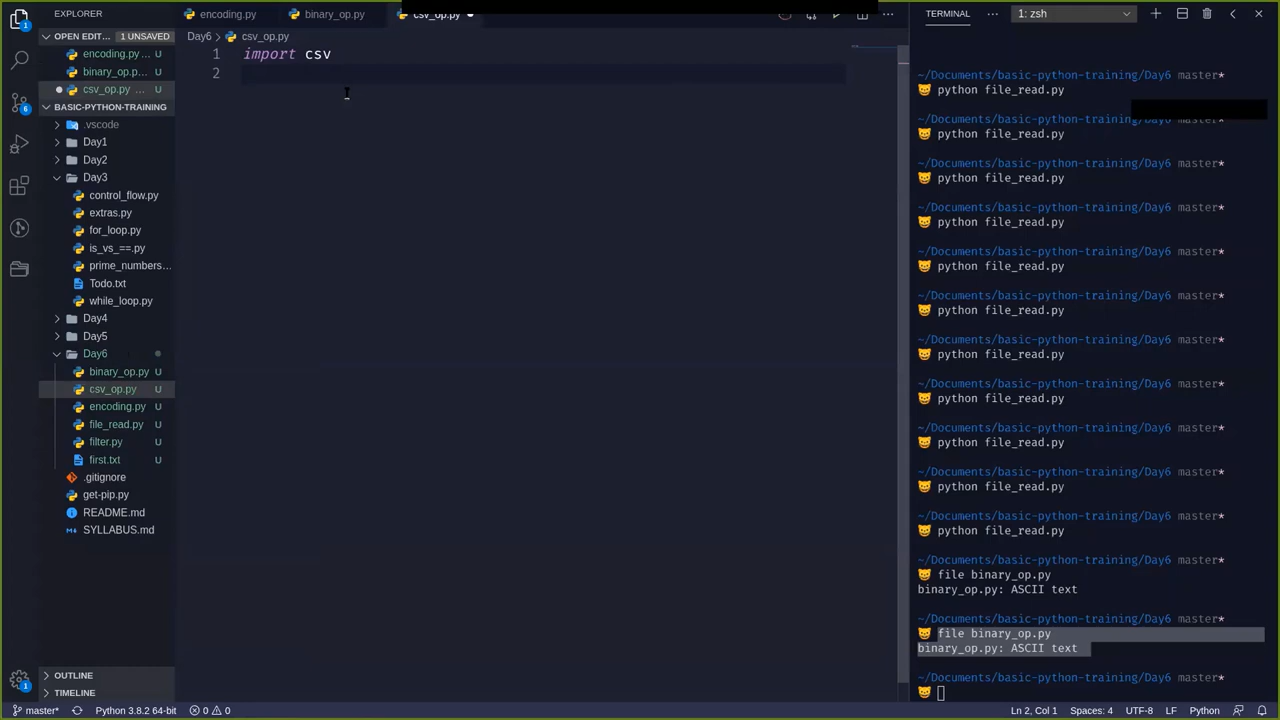 EXPLORER
encoding.py
binary_op.py
csv_op.py
TERMINAL
1: zsh
OPEN EDIT... 1 UNSAVED
encoding.py...
binary_op.p...
csv_op.py ...
BASIC-PYTHON-TRAINING
.vscode
Day1
Day2
Day3
control_flow.py
extras.py
for_loop.py
is_vs_==.py
prime_numbers...
Todo.txt
while_loop.py
Day4
Day5
Day6
binary_op.py U
csv_op.py U
encoding.py U
file_read.py U
filter.py U
first.txt U
.gitignore
get-pip.py
README.md
SYLLABUS.md
OUTLINE
TIMELINE
1
6
1
Day6 > csv_op.py
1 import csv
2
~/Documents/basic-python-training/Day6 master*
python file_read.py
~/Documents/basic-python-training/Day6 master*
python file_read.py
~/Documents/basic-python-training/Day6 master*
python file_read.py
~/Documents/basic-python-training/Day6 master*
python file_read.py
~/Documents/basic-python-training/Day6 master*
python file_read.py
~/Documents/basic-python-training/Day6 master*
python file_read.py
~/Documents/basic-python-training/Day6 master*
python file_read.py
~/Documents/basic-python-training/Day6 master*
python file_read.py
~/Documents/basic-python-training/Day6 master*
python file_read.py
~/Documents/basic-python-training/Day6 master*
python file_read.py
~/Documents/basic-python-training/Day6 master*
python file_read.py
~/Documents/basic-python-training/Day6 master*
file binary_op.py
binary_op.py: ASCII text
~/Documents/basic-python-training/Day6 master*
file binary_op.py
binary_op.py: ASCII text
~/Documents/basic-python-training/Day6 master*
master* Python 3.8.2 64-bit 0 0 Ln 2, Col 1 Spaces: 4 UTF-8 LF Python